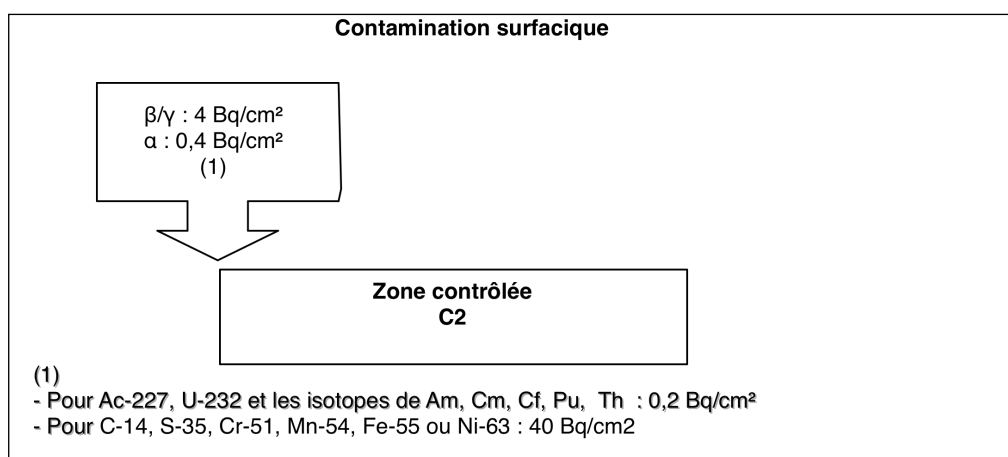 Contamination surfacique
β/γ : 4 Bq/cm²
α : 0,4 Bq/cm²
(1)
Zone contrôlée
C2
(1)
- Pour Ac-227, U-232 et les isotopes de Am, Cm, Cf, Pu, Th : 0,2 Bq/cm²
- Pour C-14, S-35, Cr-51, Mn-54, Fe-55 ou Ni-63 : 40 Bq/cm2